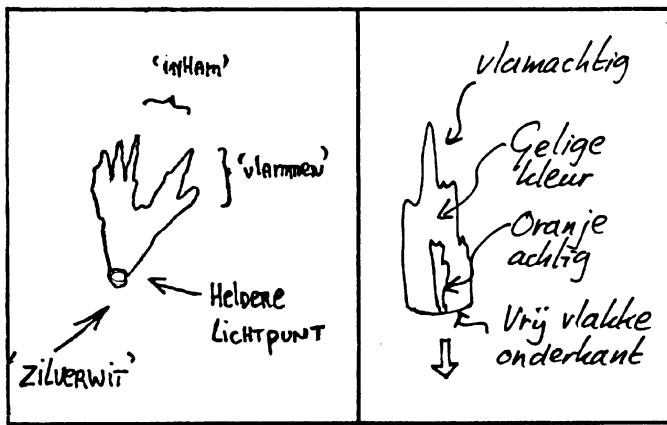 'inHAM'
'vlAmmen'
HelDeRe
LicHTPUNT
'ZilveRwiT'
vlamachtig
Gelige
kleur
Oranje
achtig
Vrij vlakke
onderkant